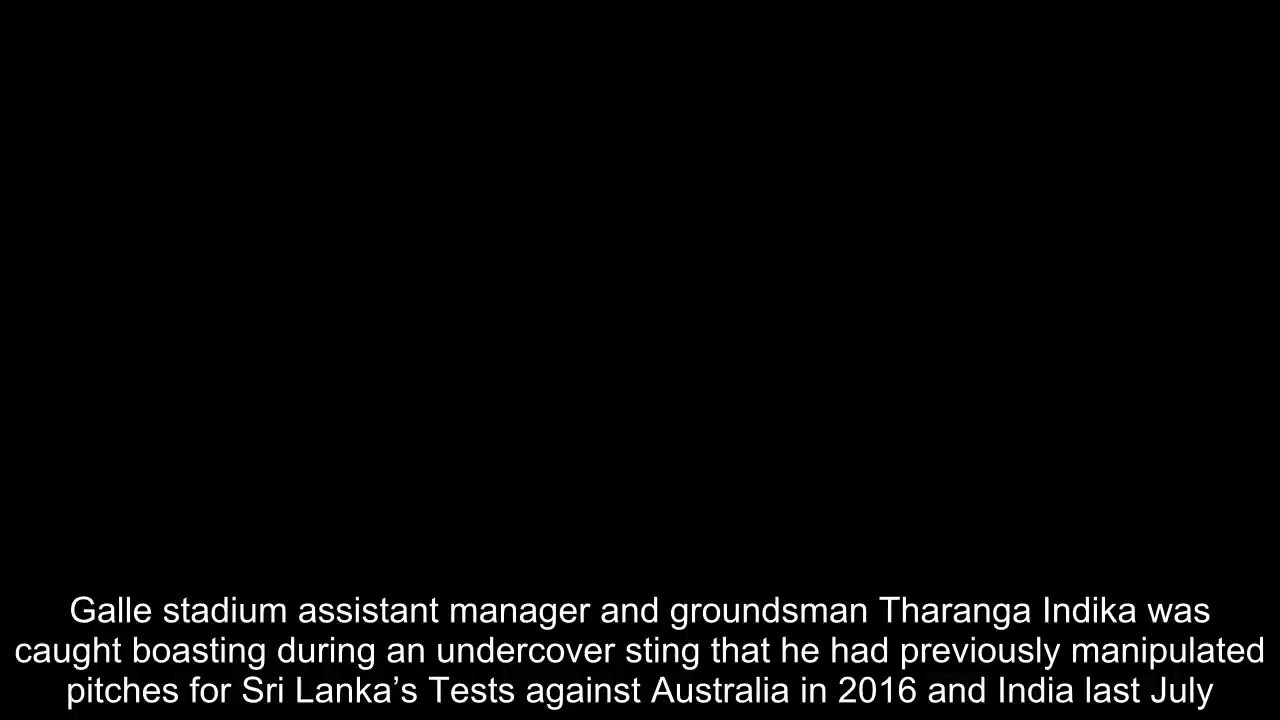 Galle stadium assistant manager and groundsman Tharanga Indika was
caught boasting during an undercover sting that he had previously manipulated
pitches for Sri Lanka’s Tests against Australia in 2016 and India last July